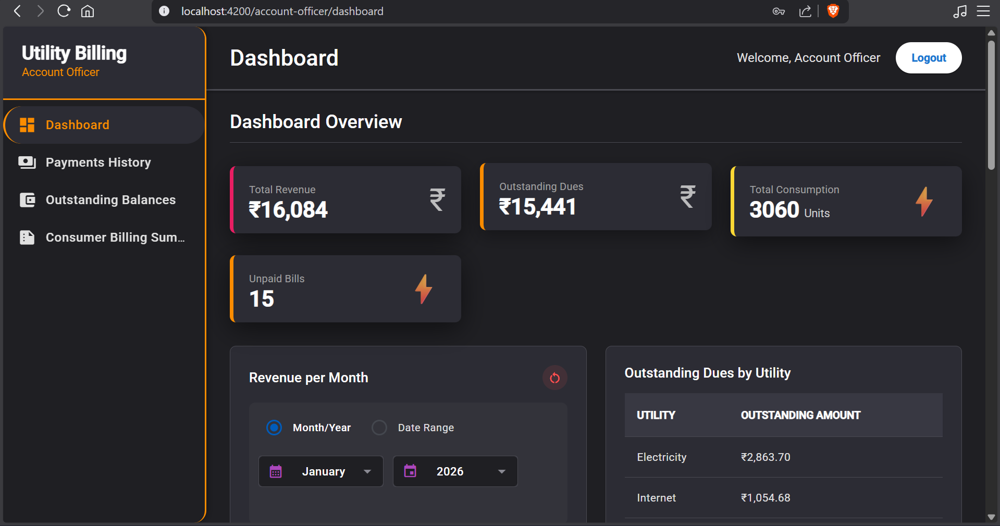 localhost:4200/account-officer/dashboard
Utility Billing
Account Officer
Dashboard
Payments History
Outstanding Balances
Consumer Billing Sum…
Dashboard
Welcome, Account Officer
Logout
Dashboard Overview
Total Revenue
₹16,084
₹
Outstanding Dues
₹15,441
₹
Total Consumption
3060 Units
Unpaid Bills
15
Revenue per Month
Month/Year
Date Range
January
2026
Outstanding Dues by Utility
UTILITY OUTSTANDING AMOUNT
Electricity ₹2,863.70
Internet ₹1,054.68